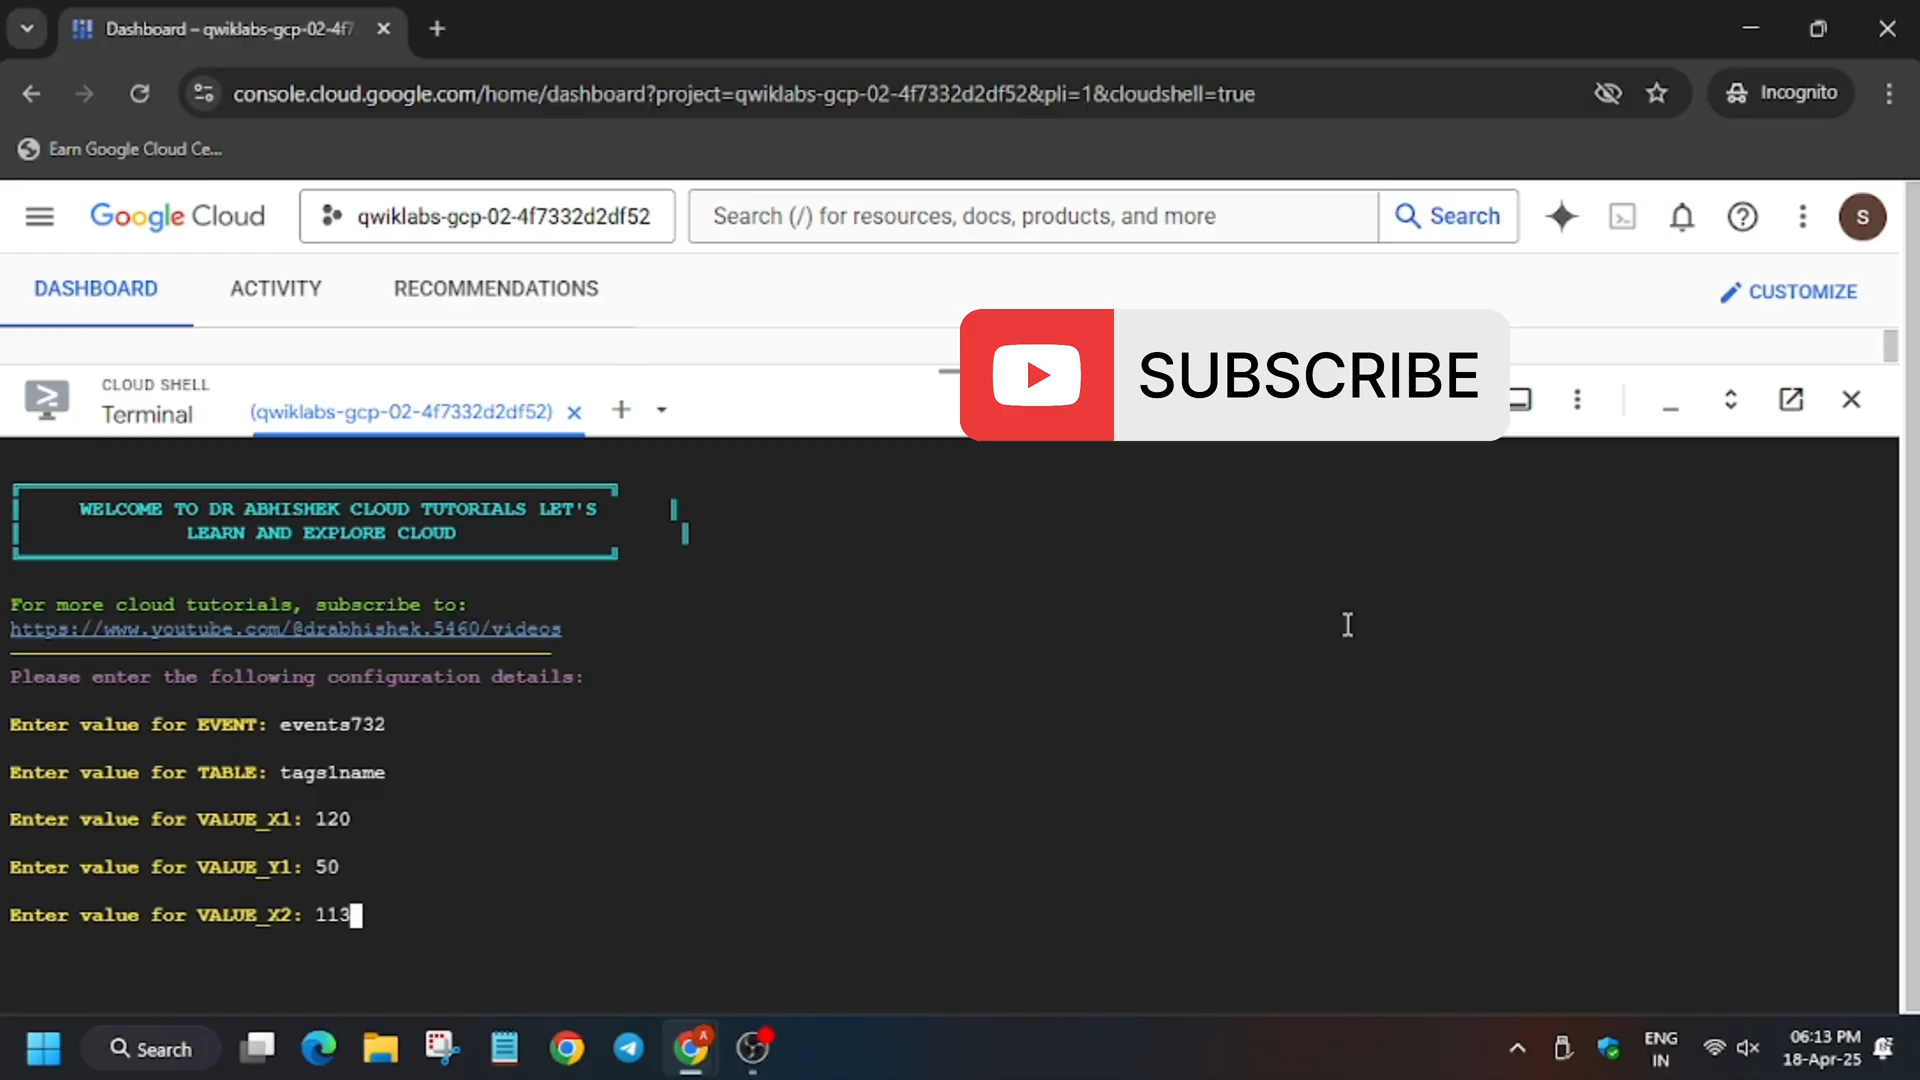 Dashboard – qwiklabs-gcp-02-4f7
console.cloud.google.com/home/dashboard?project=qwiklabs-gcp-02-4f7332d2df52&pli=1&cloudshell=true
Incognito
Earn Google Cloud Ce...
Google Cloud
qwiklabs-gcp-02-4f7332d2df52
Search (/) for resources, docs, products, and more
Search
S
DASHBOARD
ACTIVITY
RECOMMENDATIONS
CUSTOMIZE
SUBSCRIBE
CLOUD SHELL
Terminal
(qwiklabs-gcp-02-4f7332d2df52)
WELCOME TO DR ABHISHEK CLOUD TUTORIALS LET'S
LEARN AND EXPLORE CLOUD
For more cloud tutorials, subscribe to:
https://www.youtube.com/@drabhishek.5460/videos
Please enter the following configuration details:
Enter value for EVENT: events732
Enter value for TABLE: tags1name
Enter value for VALUE_X1: 120
Enter value for VALUE_Y1: 50
Enter value for VALUE_X2: 113
Search
A
ENG
IN
06:13 PM
18-Apr-25